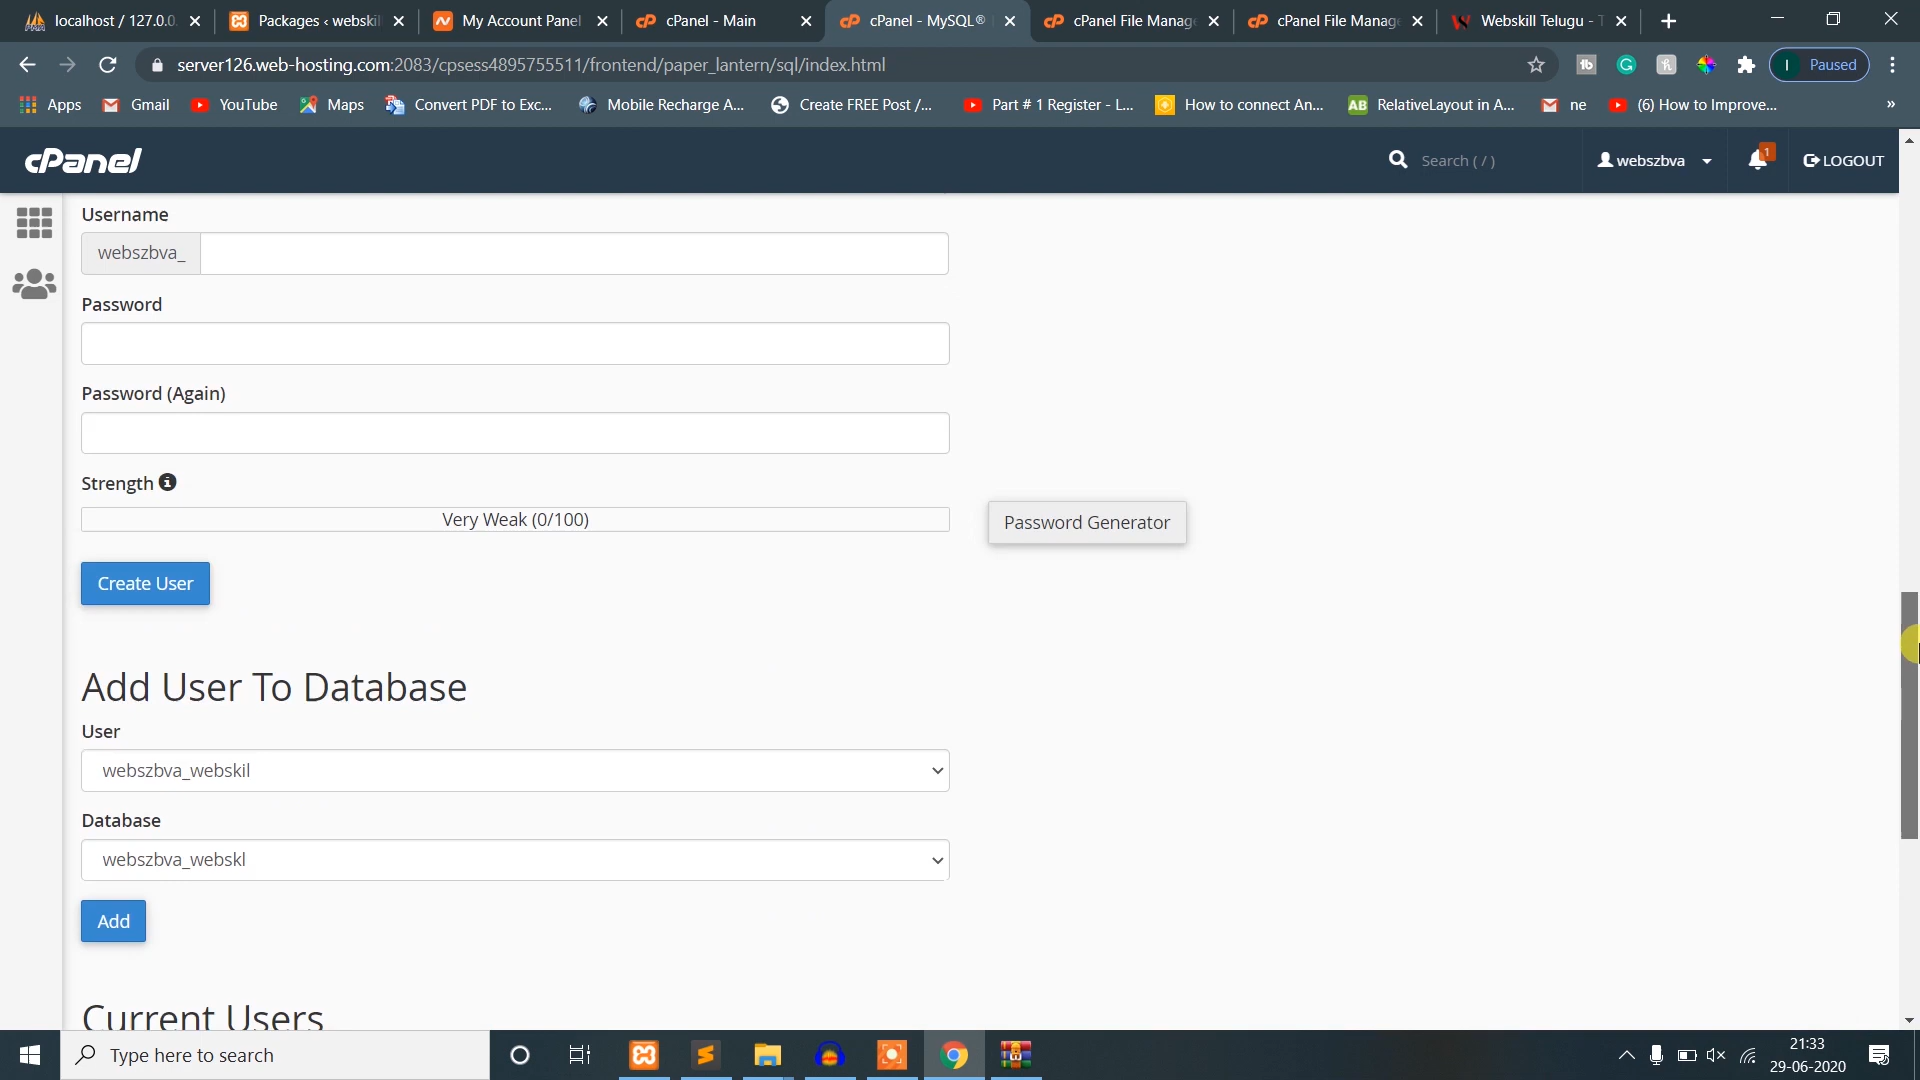 localhost / 127.0.0. Packages ‹ webskil My Account Panel cPanel - Main cPanel - MySQL® cPanel File Manag cPanel File Manag Webskill Telugu - T
server126.web-hosting.com:2083/cpsess4895755511/frontend/paper_lantern/sql/index.html
I Paused
Apps Gmail YouTube Maps Convert PDF to Exc... Mobile Recharge A... Create FREE Post /... Part # 1 Register - L... How to connect An... AB RelativeLayout in A... ne (6) How to Improve... »
cPanel Search ( / ) webszbva 1 LOGOUT
Username
webszbva_
Password
Password (Again)
Strength
Very Weak (0/100)
Password Generator
Create User
Add User To Database
User
webszbva_webskil
Database
webszbva_webskl
Add
Current Users
Type here to search
21:33
29-06-2020